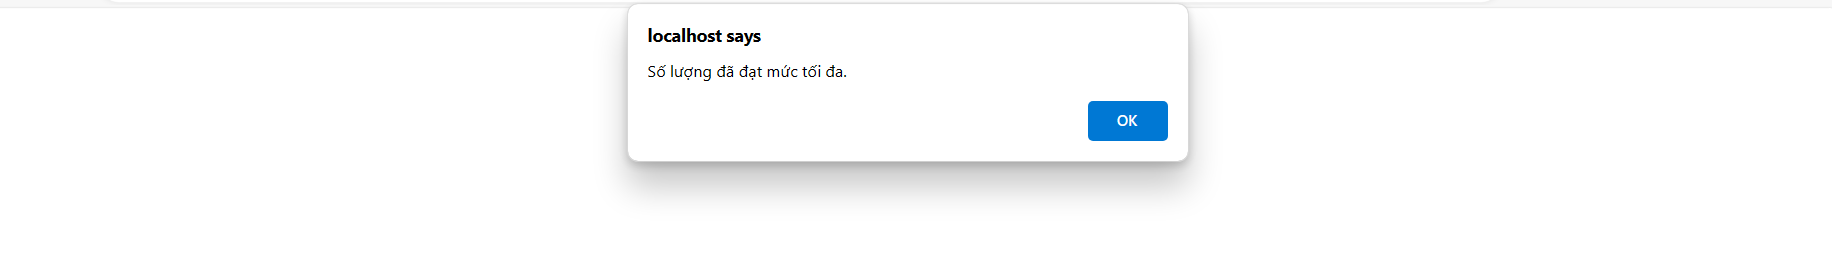 localhost says
Số lượng đã đạt mức tối đa.
OK